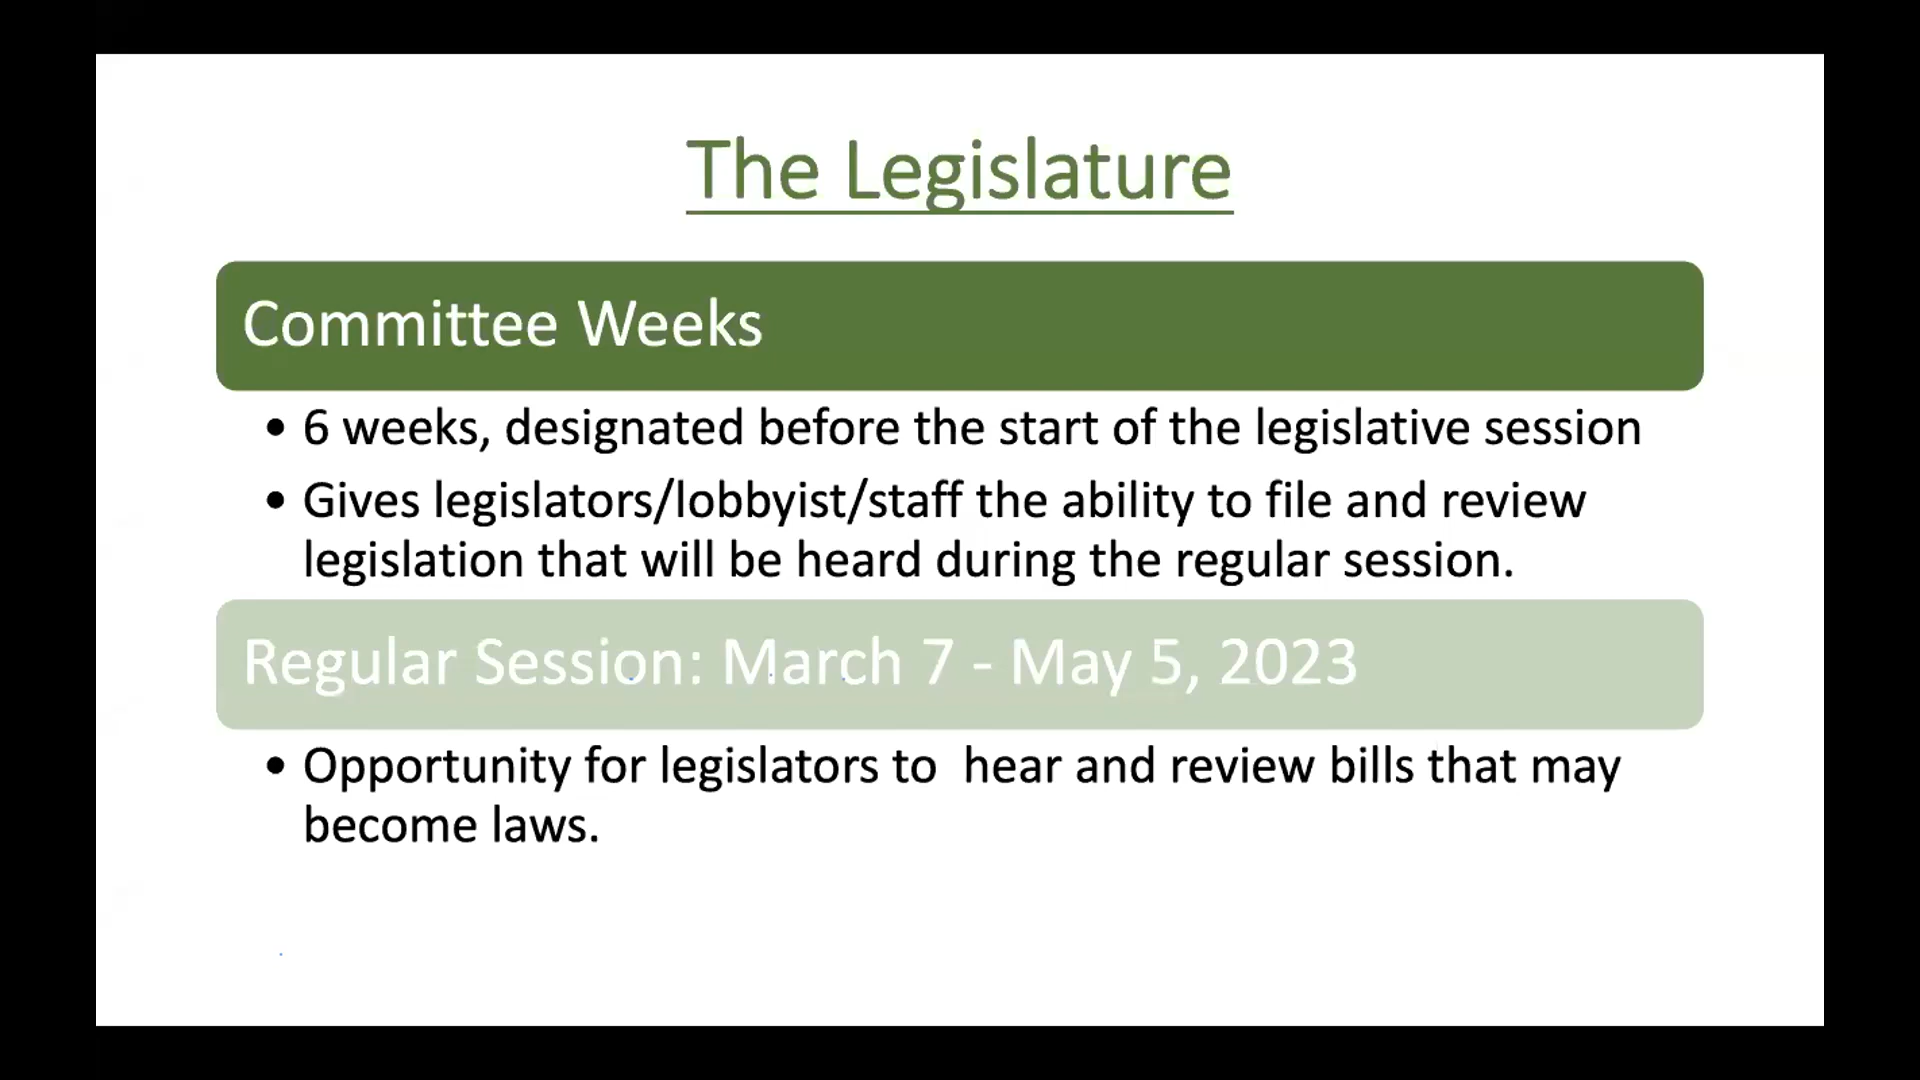 The Legislature
Committee Weeks
• 6 weeks, designated before the start of the legislative session
• Gives legislators/lobbyist/staff the ability to file and review
legislation that will be heard during the regular session.
Regular Session: March 7 - May 5, 2023
• Opportunity for legislators to  hear and review bills that may
become laws.